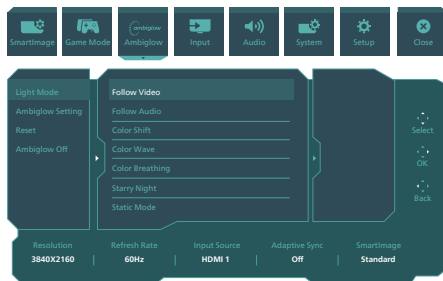 ambiglow
SmartImage
Game Mode
Ambiglow
Input
Audio
System
Setup
Close
Light Mode
Ambiglow Setting
Reset
Ambiglow Off
Follow Video
Follow Audio
Color Shift
Color Wave
Color Breathing
Starry Night
Static Mode
Select
OK
Back
Resolution
Refresh Rate
Input Source
Adaptive Sync
SmartImage
3840X2160
60Hz
HDMI 1
Off
Standard